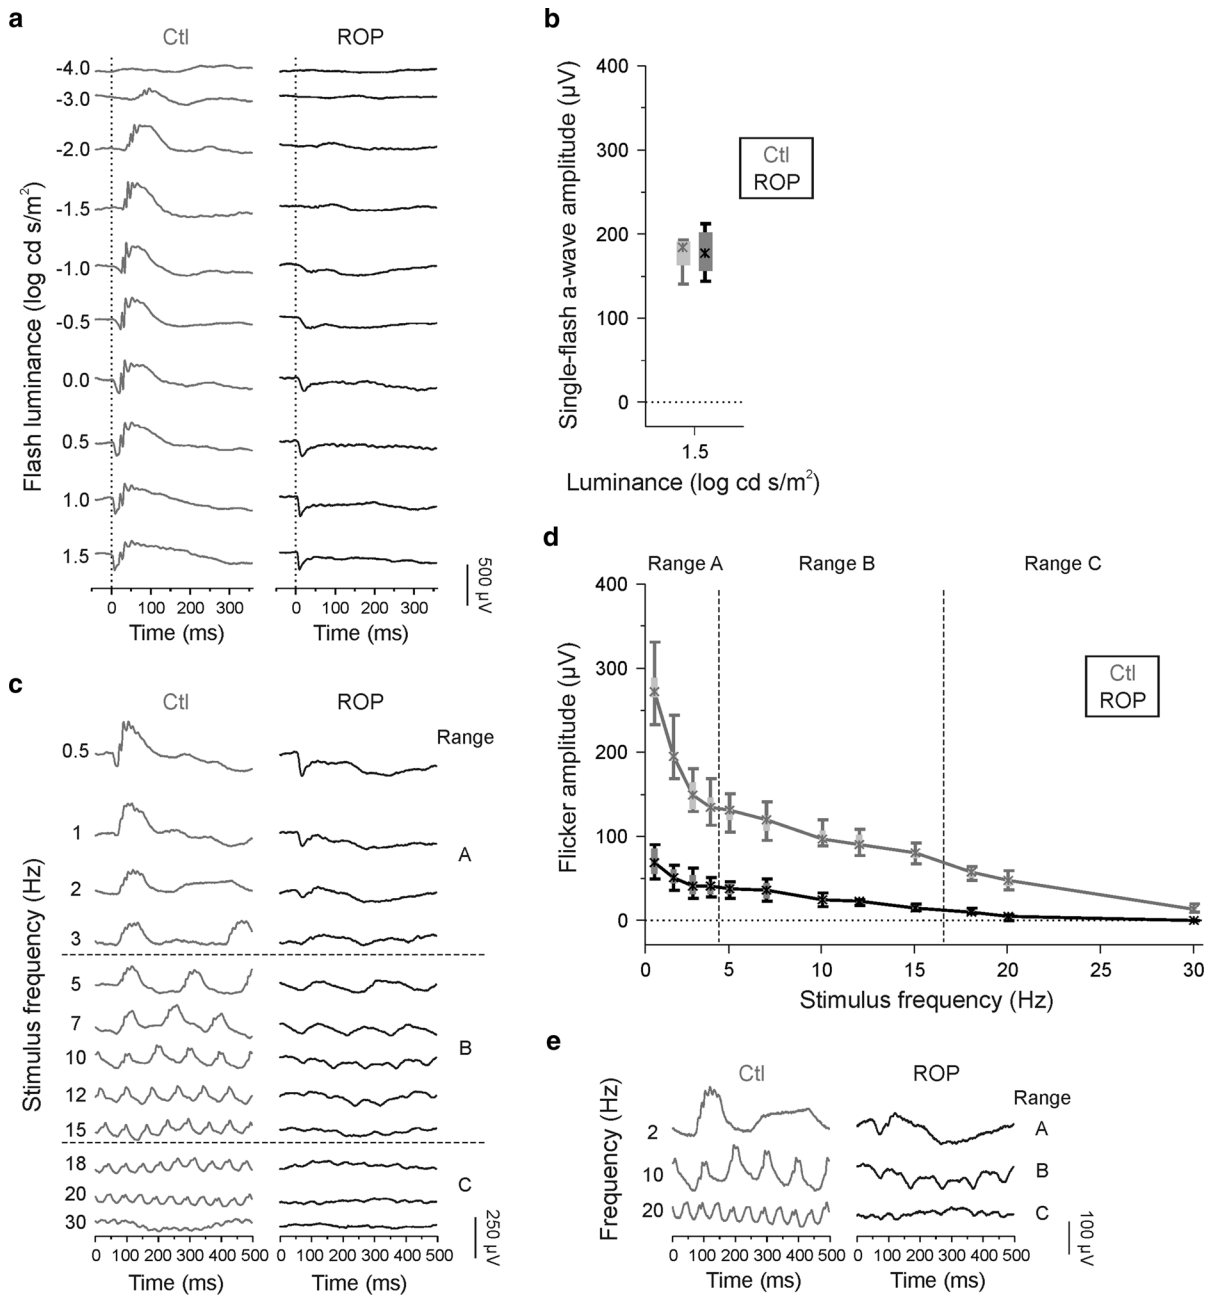 a
Ctl ROP
Flash luminance (log cd s/m²)
-4.0
-3.0
-2.0
-1.5
-1.0
-0.5
0.0
0.5
1.0
1.5
0 100 200 300 0 100 200 300
Time (ms) Time (ms)
500 µV
b
Single-flash a-wave amplitude (µV)
400
300
200
100
0
Ctl
ROP
1.5
Luminance (log cd s/m²)
c
Ctl ROP
Range
Stimulus frequency (Hz)
0.5
1
A
2
3
5
7
B
10
12
15
18
C
20
30
0 100 200 300 400 500 0 100 200 300 400 500
Time (ms) Time (ms)
250 µV
d
Range A Range B Range C
Flicker amplitude (µV)
400
300
200
100
0
Ctl
ROP
0 5 10 15 20 25 30
Stimulus frequency (Hz)
e
Ctl ROP
Range
Frequency (Hz)
2 A
10 B
20 C
0 100 200 300 400 500 0 100 200 300 400 500
Time (ms) Time (ms)
100 µV